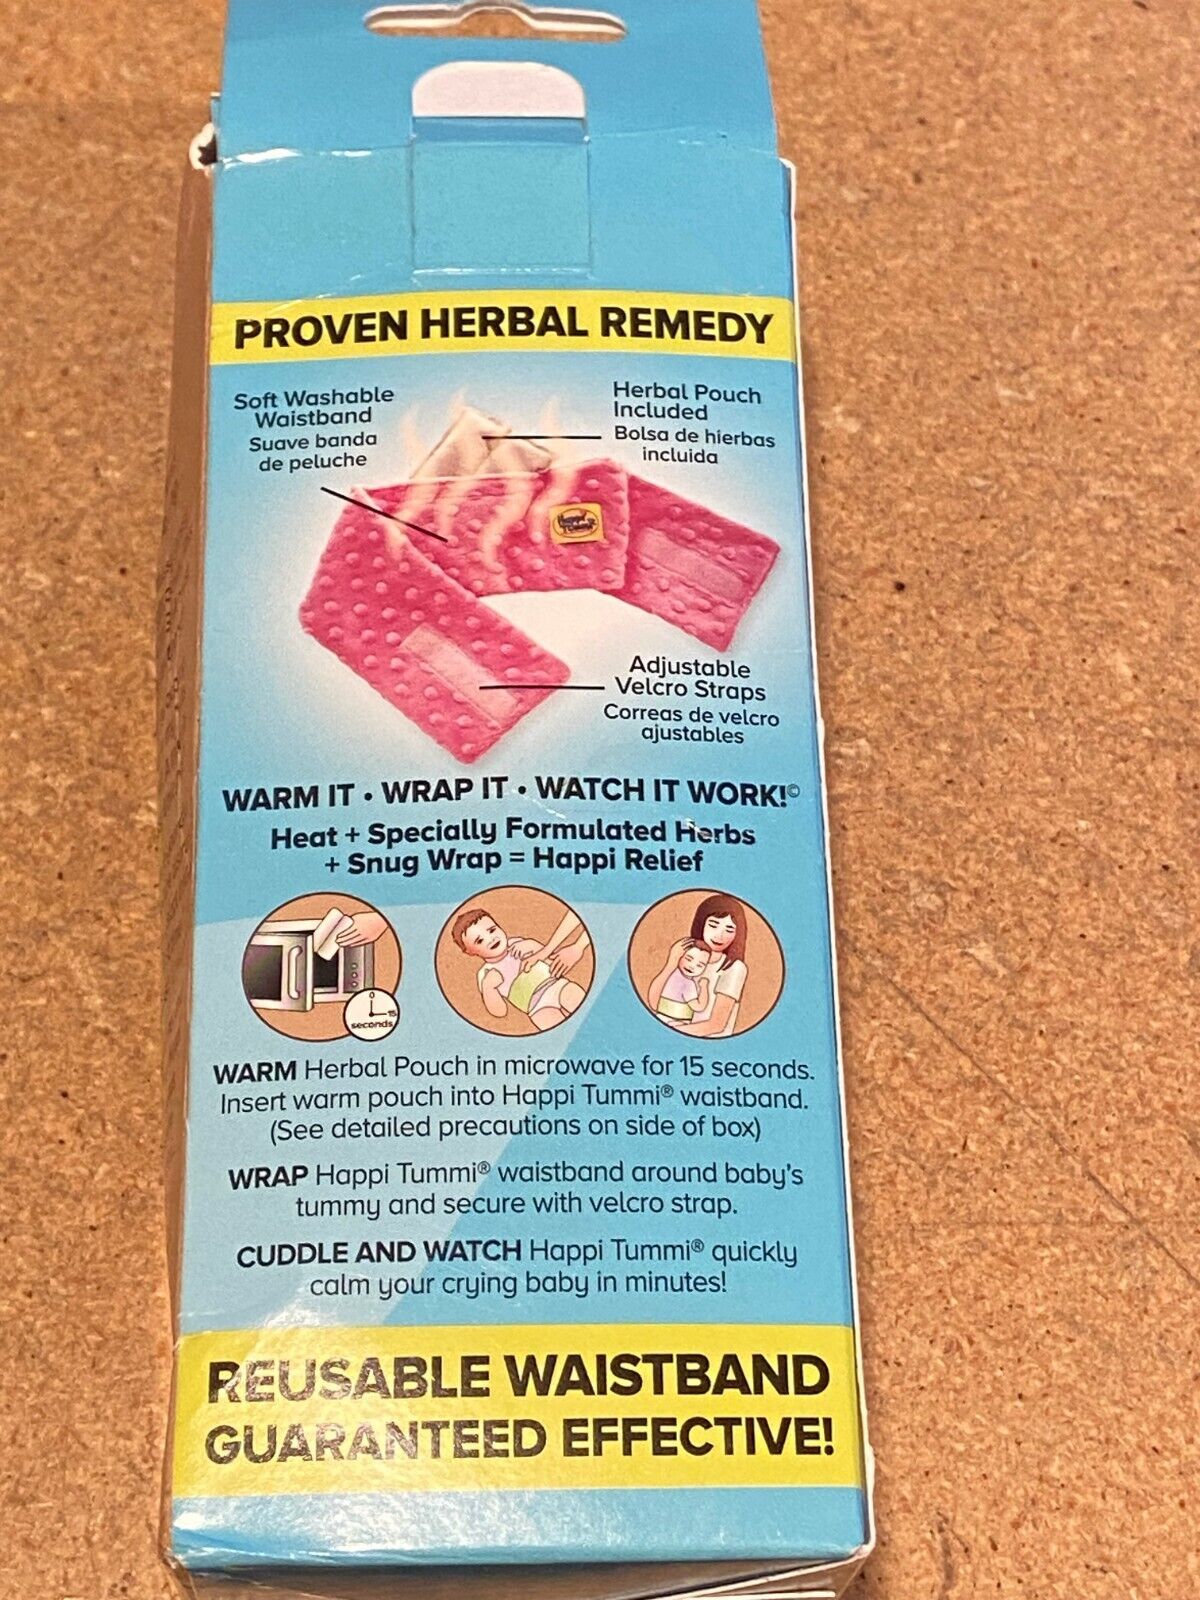 PROVEN HERBAL REMEDY
Soft Washable
Waistband
Suave banda
de peluche
Herbal Pouch
Included
Bolsa de hierbas
incluida
Happi
Tummi
Adjustable
Velcro Straps
Correas de velcro
ajustables
WARM IT • WRAP IT • WATCH IT WORK!©
Heat + Specially Formulated Herbs
+ Snug Wrap = Happi Relief
0
15
seconds
WARM Herbal Pouch in microwave for 15 seconds.
Insert warm pouch into Happi Tummi® waistband.
(See detailed precautions on side of box)
WRAP Happi Tummi® waistband around baby's
tummy and secure with velcro strap.
CUDDLE AND WATCH Happi Tummi® quickly
calm your crying baby in minutes!
REUSABLE WAISTBAND
GUARANTEED EFFECTIVE!